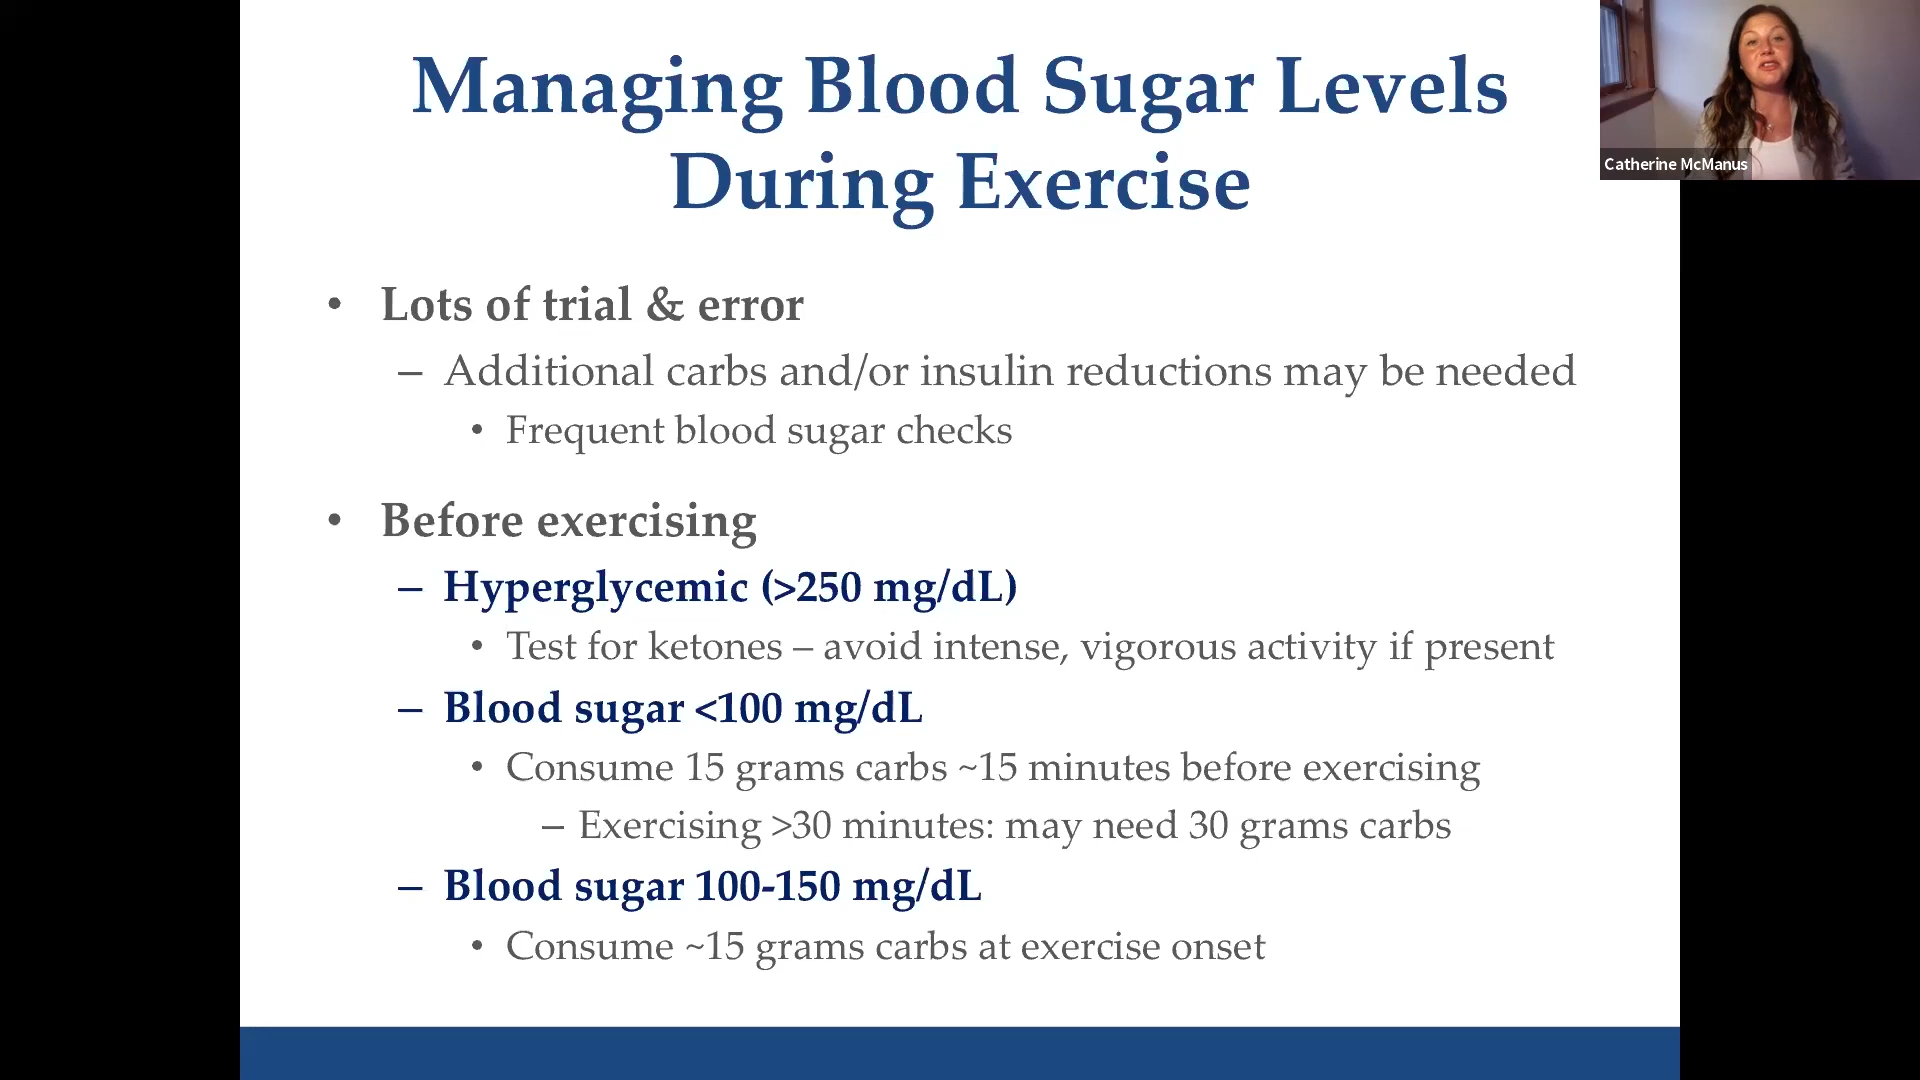 Managing Blood Sugar Levels
During Exercise
Catherine McManus
• Lots of trial & error
– Additional carbs and/or insulin reductions may be needed
• Frequent blood sugar checks
• Before exercising
– Hyperglycemic (>250 mg/dL)
• Test for ketones – avoid intense, vigorous activity if present
– Blood sugar <100 mg/dL
• Consume 15 grams carbs ~15 minutes before exercising
– Exercising >30 minutes: may need 30 grams carbs
– Blood sugar 100-150 mg/dL
• Consume ~15 grams carbs at exercise onset